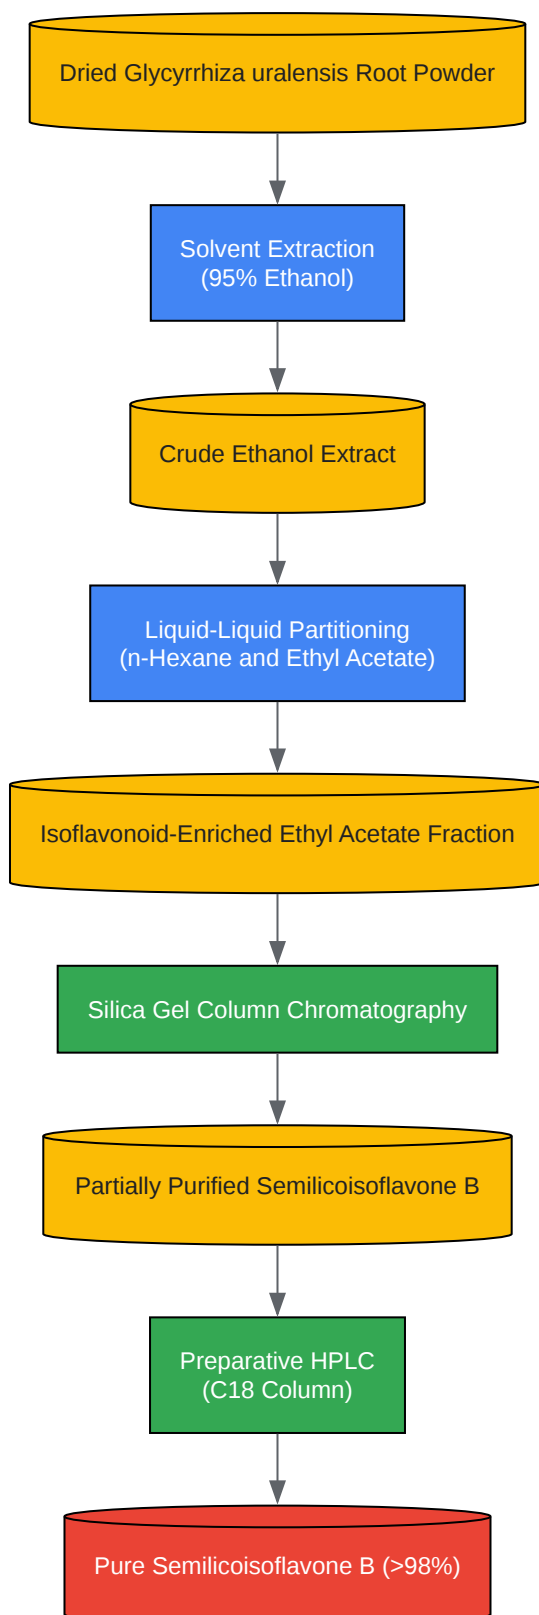 Dried Glycyrrhiza uralensis Root Powder
Solvent Extraction
(95% Ethanol)
Crude Ethanol Extract
Liquid-Liquid Partitioning
(n-Hexane and Ethyl Acetate)
Isoflavonoid-Enriched Ethyl Acetate Fraction
Silica Gel Column Chromatography
Partially Purified Semilicoisoflavone B
Preparative HPLC
(C18 Column)
Pure Semilicoisoflavone B (>98%)